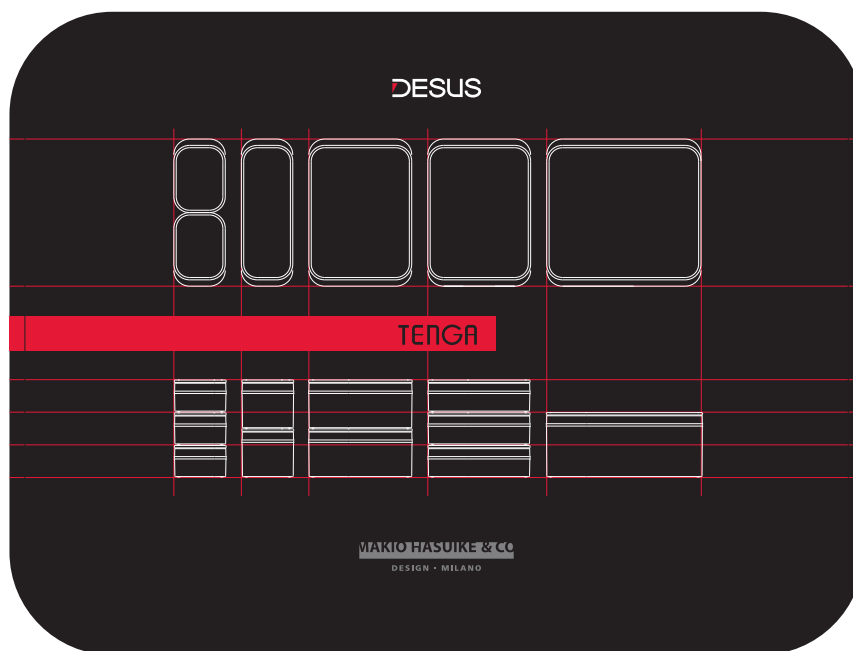 DESUS
TENGA
MAKIO HASUIKE & CO
DESIGN • MILANO